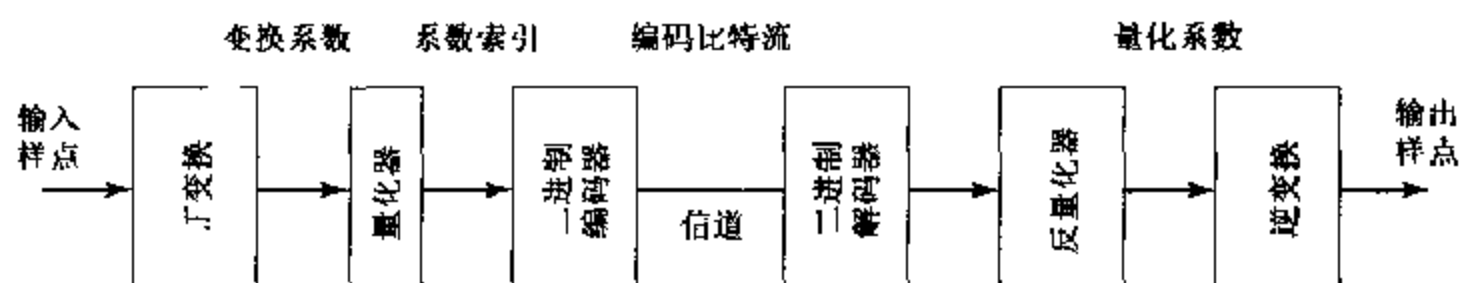 变换系数
系数索引
编码比特流
量化系数
输入
样点
正变换
量化器
二进制
编码器
信道
二进制
解码器
反量化器
逆变换
输出
样点